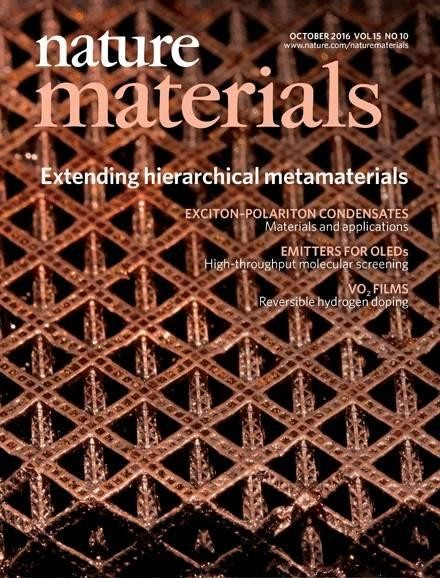 nature
OCTOBER 2016 VOL 15 NO 10
www.nature.com/naturematerials
materials
Extending hierarchical metamaterials
EXCITON–POLARITON CONDENSATES
Materials and applications
EMITTERS FOR OLEDs
High-throughput molecular screening
VO₂ FILMS
Reversible hydrogen doping